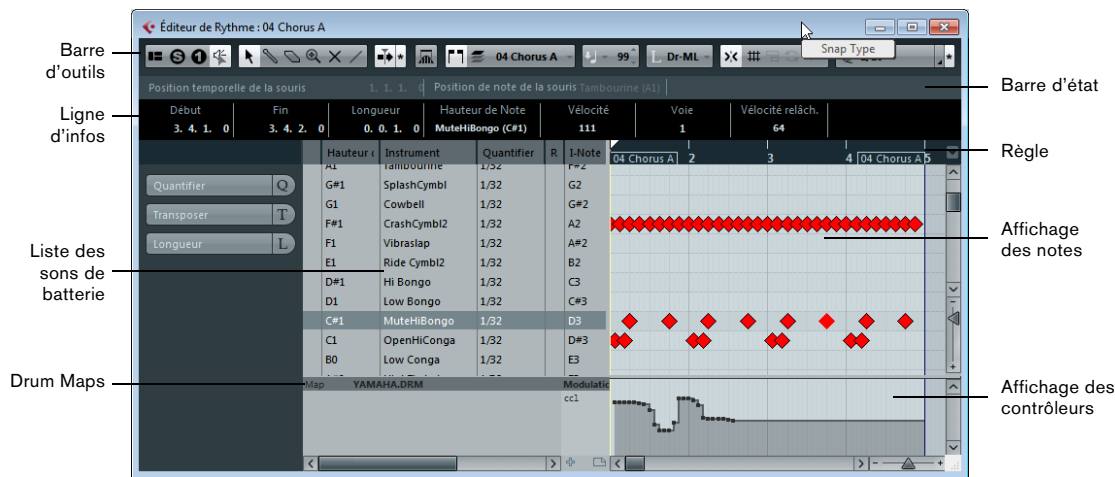 Éditeur de Rythme : 04 Chorus A
Barre d'outils
04 Chorus A
99
Dr-ML
Snap Type
Position temporelle de la souris
1. 1. 1. 0
Position de note de la souris
Tambourine (A1)
Barre d'état
Ligne d'infos
Début
Fin
Longueur
Hauteur de Note
Vélocité
Voie
Vélocité relâch.
3. 4. 1. 0
3. 4. 2. 0
0. 0. 1. 0
MuteHiBongo (C#1)
111
1
64
Hauteur
Instrument
Quantifier
R
I-Note
04 Chorus A
2
3
4
04 Chorus A
5
Règle
A1 Tambourine 1/32 F#2
G#1 SplashCymbl 1/32 G2
G1 Cowbell 1/32 G#2
F#1 CrashCymbl2 1/32 A2
F1 Vibraslap 1/32 A#2
E1 Ride Cymbl2 1/32 B2
D#1 Hi Bongo 1/32 C3
D1 Low Bongo 1/32 C#3
C#1 MuteHiBongo 1/32 D3
C1 OpenHiConga 1/32 D#3
B0 Low Conga 1/32 E3
Quantifier Q
Transposer T
Longueur L
Liste des sons de batterie
Affichage des notes
Drum Maps
Map
YAMAHA.DRM
Modulatio
cc1
Affichage des contrôleurs